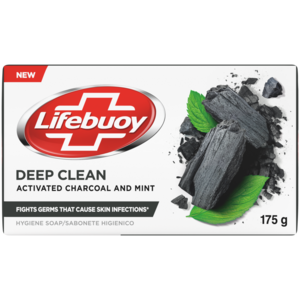 NEW
Lifebuoy
DEEP CLEAN
ACTIVATED CHARCOAL AND MINT
FIGHTS GERMS THAT CAUSE SKIN INFECTIONS*
HYGIENE SOAP/SABONETE HIGIENICO
175 g